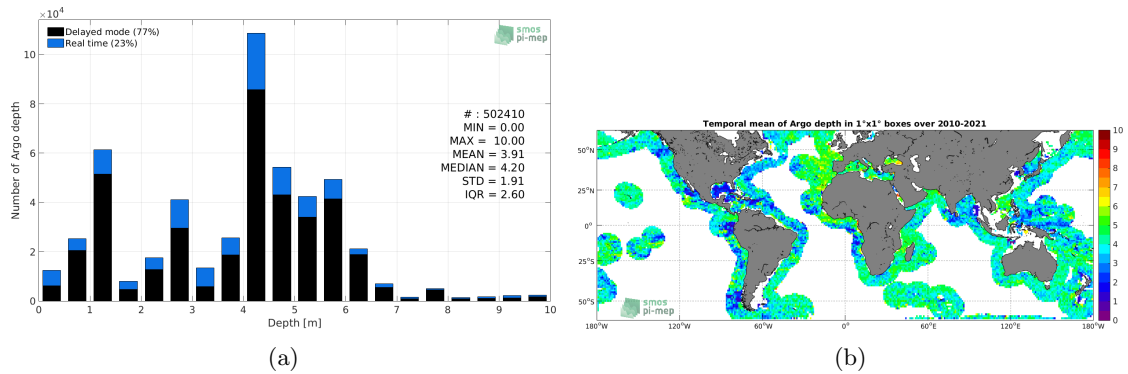 ×10⁴
Delayed mode (77%)
Real time (23%)
smos
pi-mep
# : 502410
MIN = 0.00
MAX = 10.00
MEAN = 3.91
MEDIAN = 4.20
STD = 1.91
IQR = 2.60
Number of Argo depth
10
8
6
4
2
0
0 1 2 3 4 5 6 7 8 9 10
Depth [m]
(a)
Temporal mean of Argo depth in 1°x1° boxes over 2010-2021
50°N
25°N
0°
25°S
50°S
180°W 120°W 60°W 0° 60°E 120°E 180°W
10
9
8
7
6
5
4
3
2
1
0
smos
pi-mep
(b)